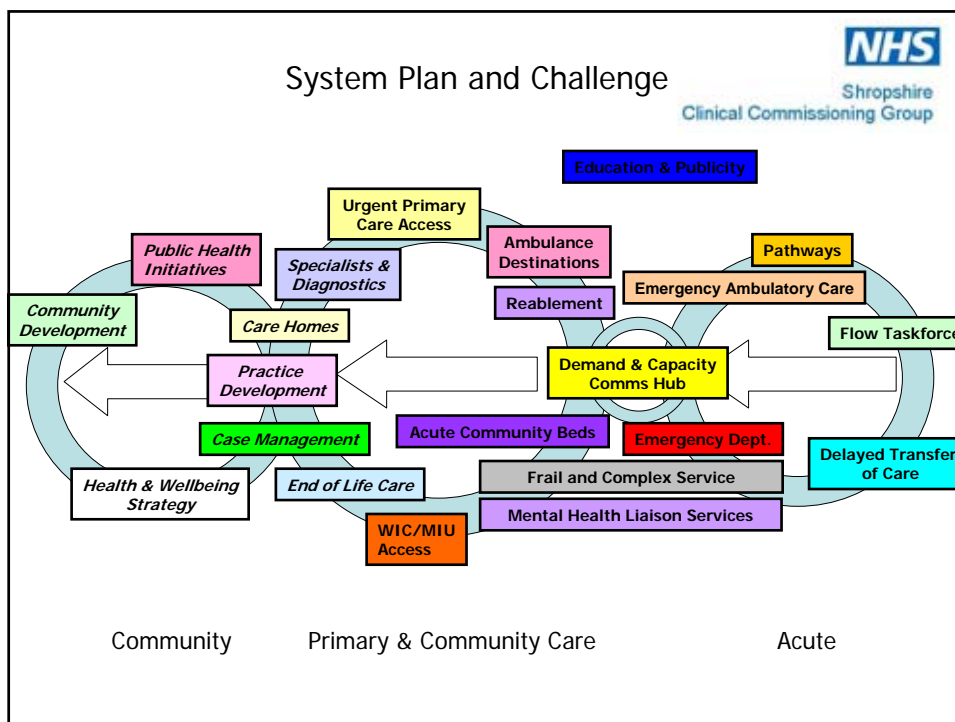 System Plan and Challenge
NHS
Shropshire
Clinical Commissioning Group
Education & Publicity
Urgent Primary
Care Access
Public Health
Initiatives
Specialists &
Diagnostics
Ambulance
Destinations
Pathways
Emergency Ambulatory Care
Reablement
Community
Development
Care Homes
Flow Taskforce
Practice
Development
Demand & Capacity
Comms Hub
Case Management
Acute Community Beds
Emergency Dept.
Delayed Transfer
of Care
Health & Wellbeing
Strategy
End of Life Care
Frail and Complex Service
Mental Health Liaison Services
WIC/MIU
Access
Community
Primary & Community Care
Acute